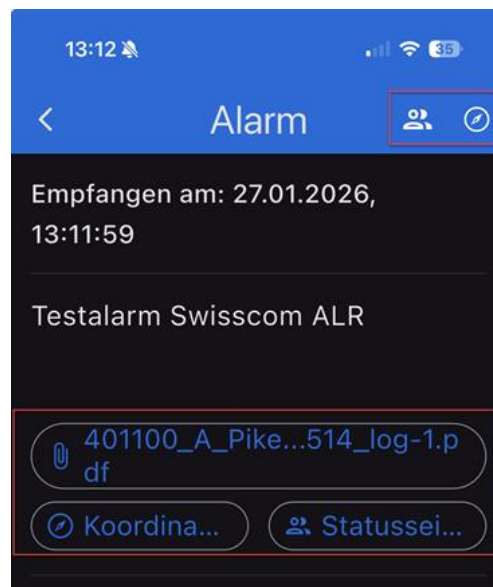 13:12
35
Alarm
Empfangen am: 27.01.2026,
13:11:59
Testalarm Swisscom ALR
401100_A_Pike...514_log-1.p
df
Koordina...
Statussei...